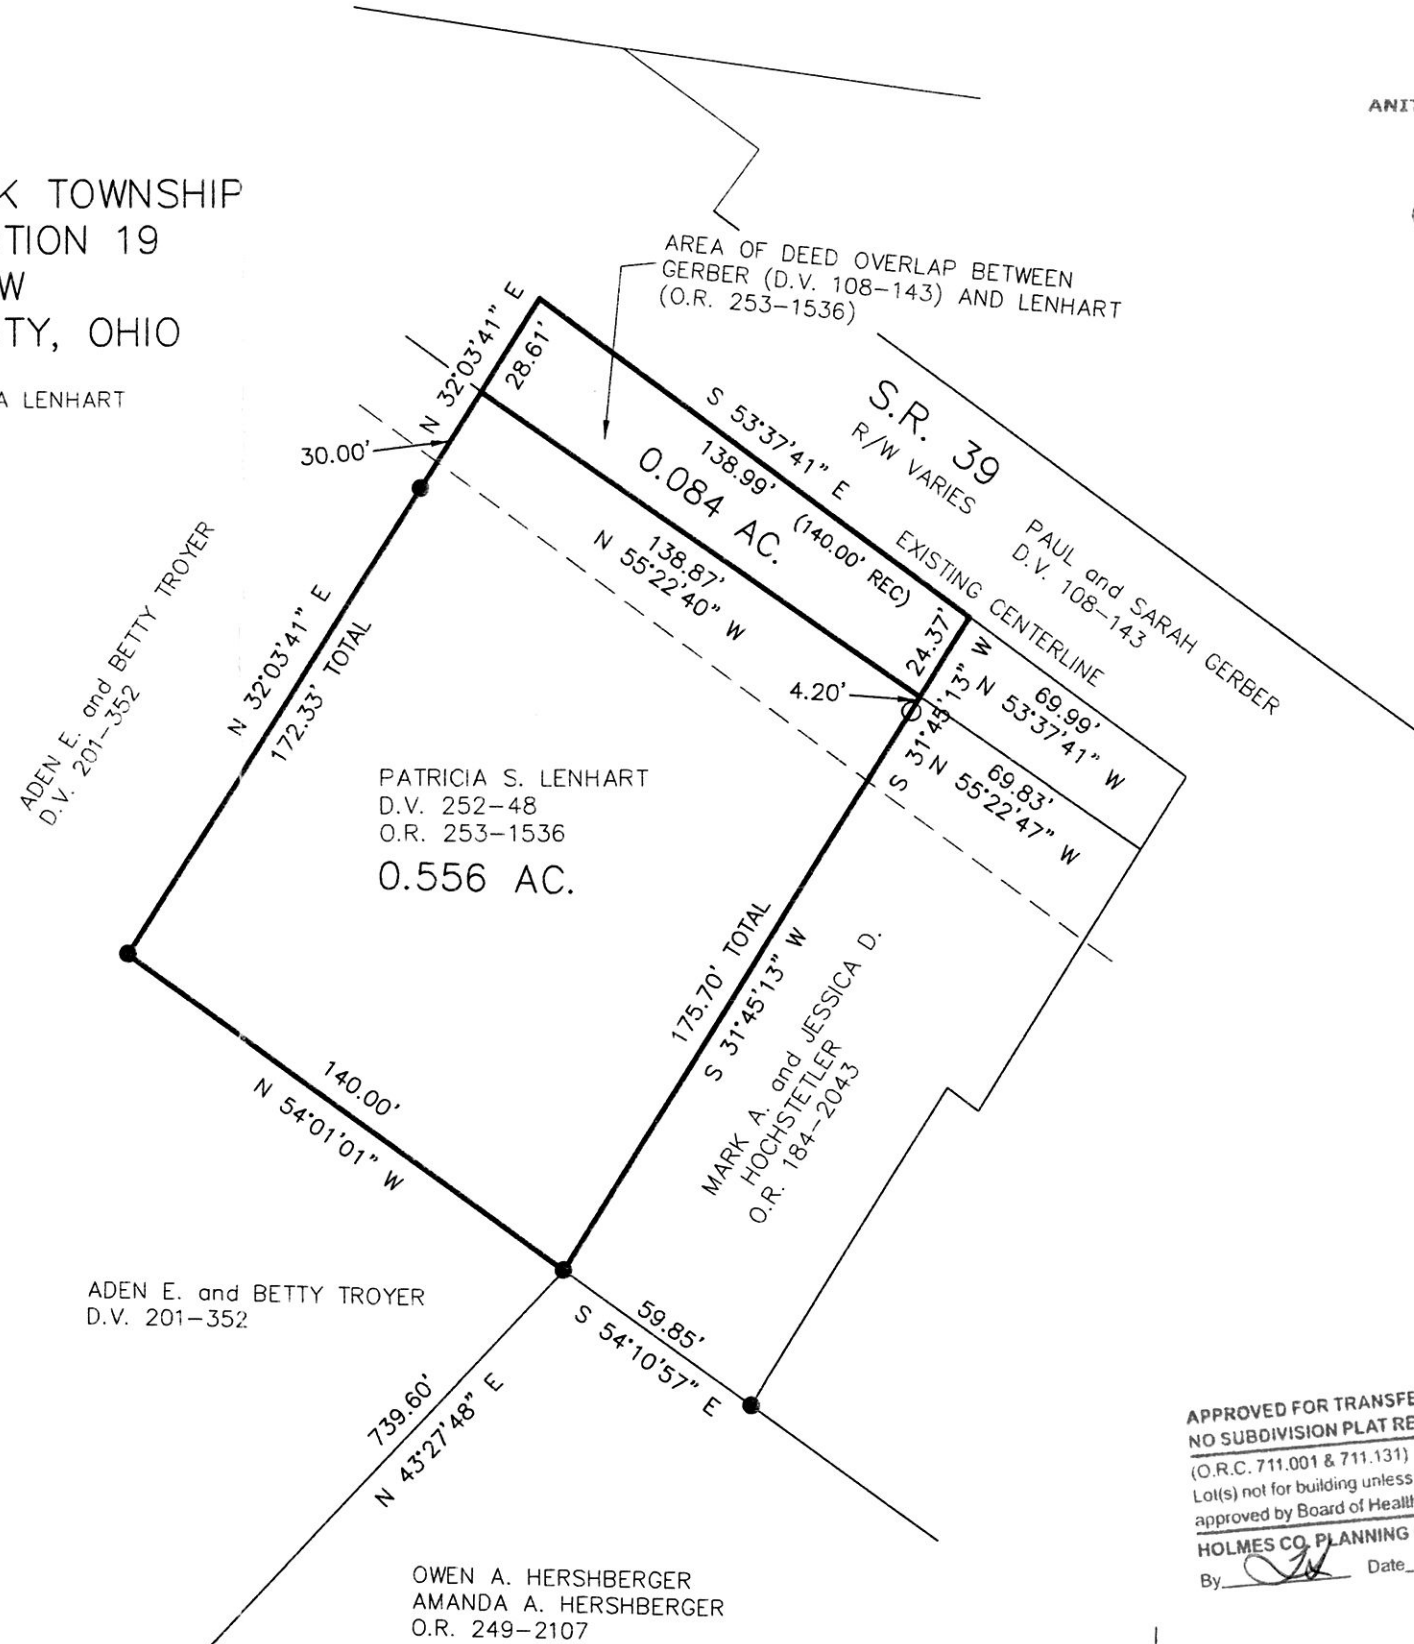 ANIT
K TOWNSHIP
TION 19
W
TY, OHIO
A LENHART
AREA OF DEED OVERLAP BETWEEN
GERBER (D.V. 108-143) AND LENHART
(O.R. 253-1536)
N 32°03'41" E
28.61'
30.00'
S 53°37'41" E
138.99' (140.00' REC)
0.084 AC.
138.87'
N 55°22'40" W
S.R. 39
R/W VARIES
EXISTING CENTERLINE
PAUL and SARAH GERBER
D.V. 108-143
24.37'
S 31°45'13" W
4.20'
69.99'
N 53°37'41" W
69.83'
N 55°22'47" W
ADEN E. and BETTY TROYER
D.V. 201-352
N 32°03'41" E
172.33' TOTAL
PATRICIA S. LENHART
D.V. 252-48
O.R. 253-1536
0.556 AC.
175.70' TOTAL
S 31°45'13" W
MARK A. and JESSICA D.
HOCHSTETLER
O.R. 184-2043
140.00'
N 54°01'01" W
ADEN E. and BETTY TROYER
D.V. 201-352
59.85'
S 54°10'57" E
739.60'
N 43°27'48" E
OWEN A. HERSHBERGER
AMANDA A. HERSHBERGER
O.R. 249-2107
APPROVED FOR TRANSFE
NO SUBDIVISION PLAT RE
(O.R.C. 711.001 & 711.131)
Lot(s) not for building unless
approved by Board of Healt
HOLMES CO. PLANNING
By Date